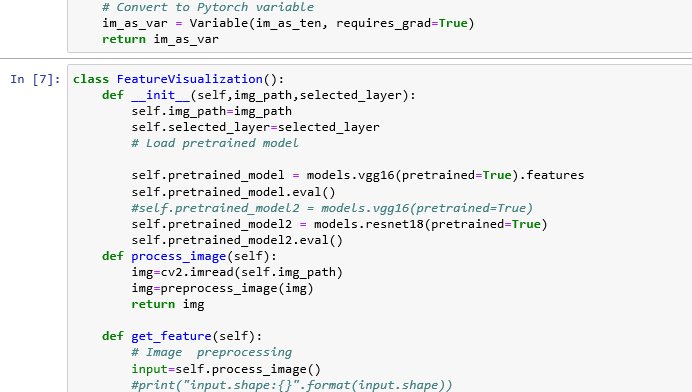 # Convert to Pytorch variable
im_as_var = Variable(im_as_ten, requires_grad=True)
return im_as_var
In [7]: class FeatureVisualization():
def __init__(self,img_path,selected_layer):
self.img_path=img_path
self.selected_layer=selected_layer
# Load pretrained model
self.pretrained_model = models.vgg16(pretrained=True).features
self.pretrained_model.eval()
#self.pretrained_model2 = models.vgg16(pretrained=True)
self.pretrained_model2 = models.resnet18(pretrained=True)
self.pretrained_model2.eval()
def process_image(self):
img=cv2.imread(self.img_path)
img=preprocess_image(img)
return img
def get_feature(self):
# Image  preprocessing
input=self.process_image()
#print("input.shape:{}".format(input.shape))